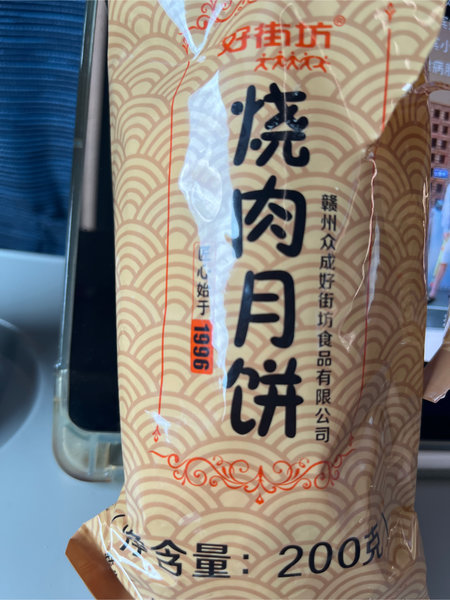 好街坊®
烧肉月饼
赣州众成好街坊食品有限公司
匠心始于1996
(净含量：200克)